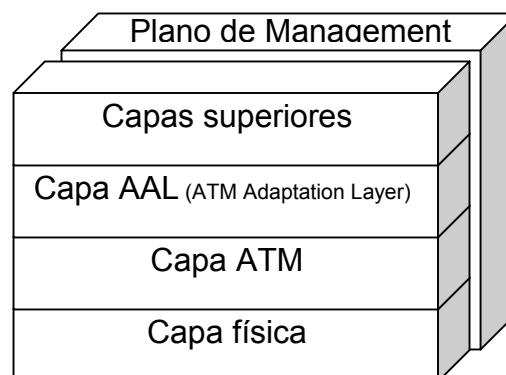 Plano de Management
Capas superiores
Capa AAL (ATM Adaptation Layer)
Capa ATM
Capa física